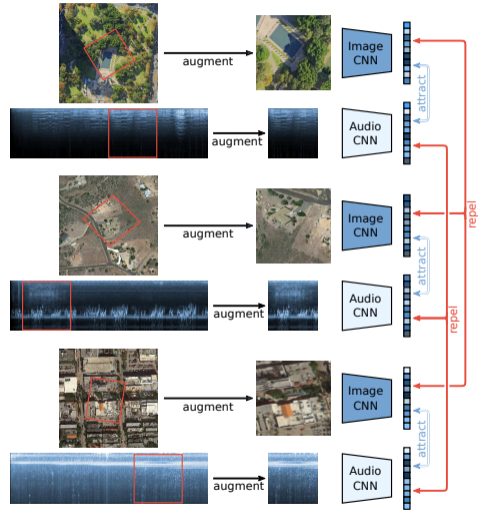 augment
Image
CNN
attract
augment
Audio
CNN
augment
Image
CNN
attract
repel
augment
Audio
CNN
repel
augment
Image
CNN
attract
augment
Audio
CNN